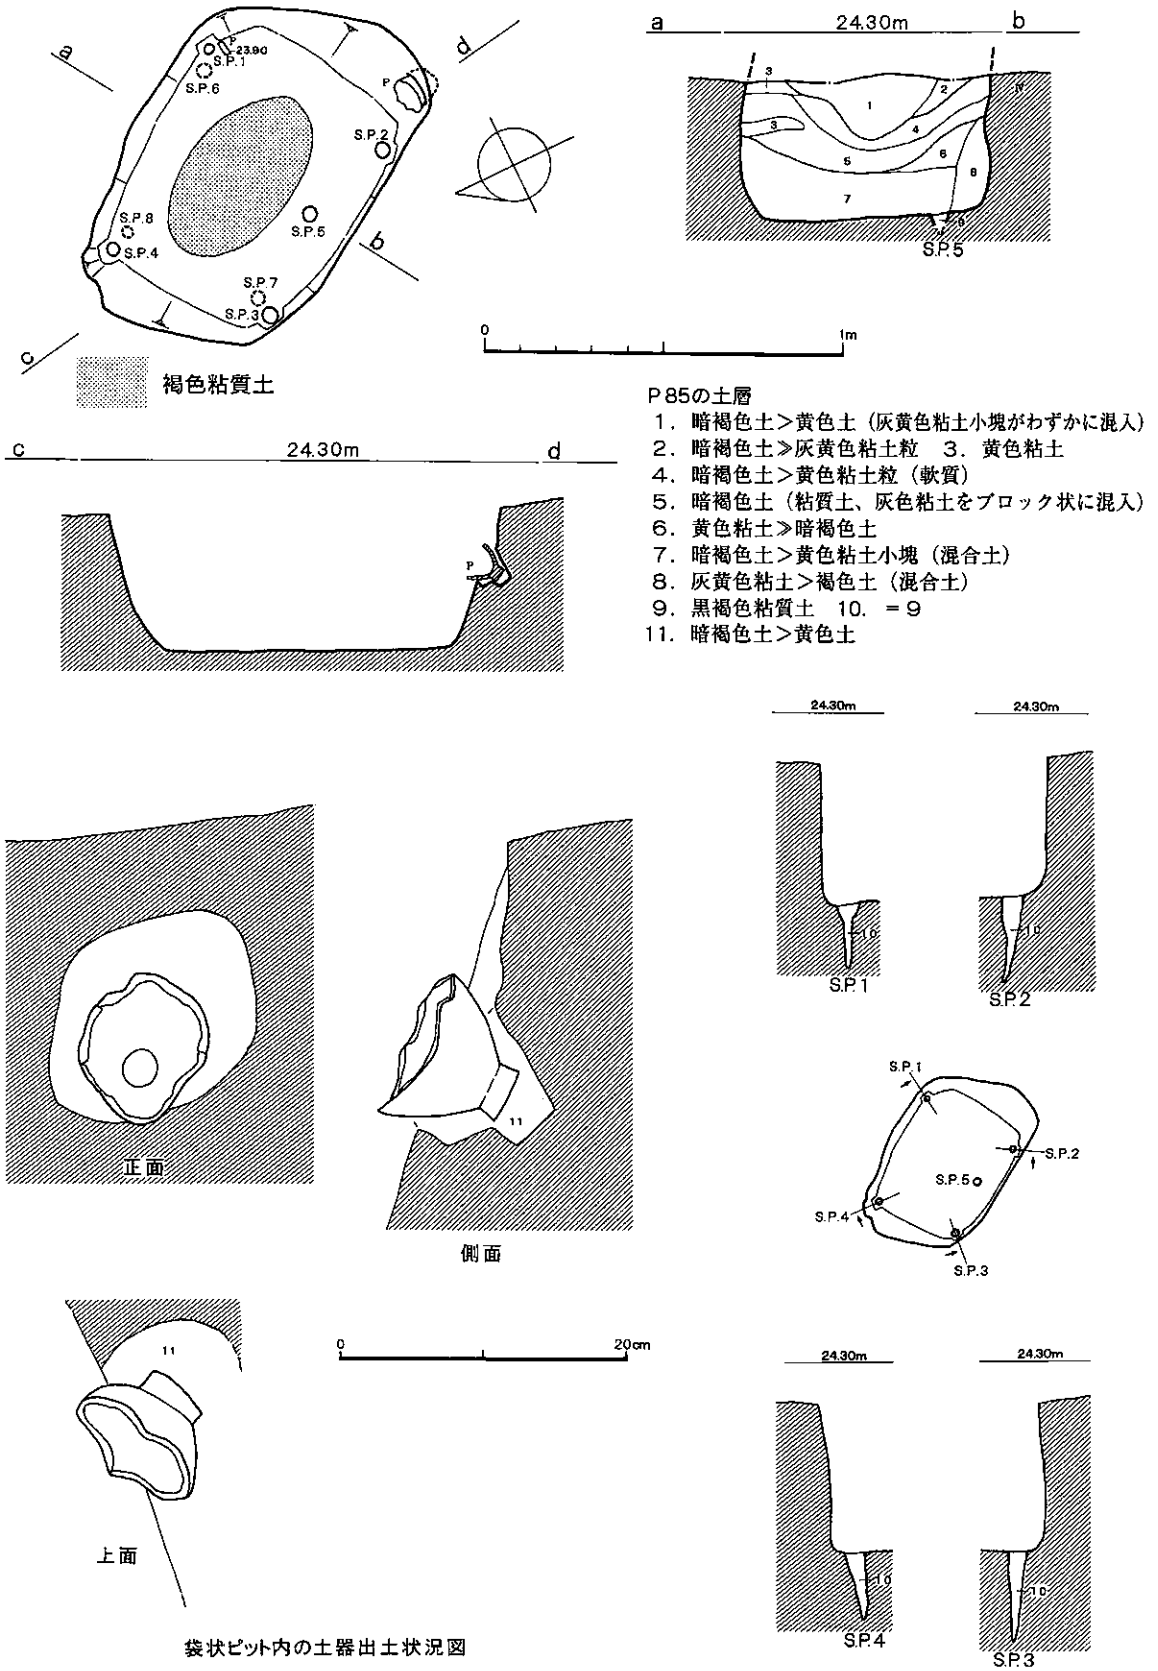 a
d
P
23.90
S.P.1
S.P.6
P
S.P.2
S.P.8
S.P.5
S.P.4
b
S.P.7
S.P.3
c
褐色粘質土
a 24.30m b
3
1
2
Ⅳ
3
4
5
6
8
7
9
S.P.5
0 1m
P85の土層
1. 暗褐色土>黄色土(灰黄色粘土小塊がわずかに混入)
2. 暗褐色土≫灰黄色粘土粒 3. 黄色粘土
4. 暗褐色土>黄色粘土粒(軟質)
5. 暗褐色土(粘質土、灰色粘土をブロック状に混入)
6. 黄色粘土≫暗褐色土
7. 暗褐色土>黄色粘土小塊(混合土)
8. 灰黄色粘土>褐色土(混合土)
9. 黒褐色粘質土 10. =9
11. 暗褐色土>黄色土
c 24.30m d
P
24.30m 24.30m
10
S.P.1
10
S.P.2
正面
11
側面
S.P.1
S.P.2
S.P.5
S.P.4
S.P.3
11
上面
0 20cm
24.30m 24.30m
10
S.P.4
10
S.P.3
袋状ピット内の土器出土状況図